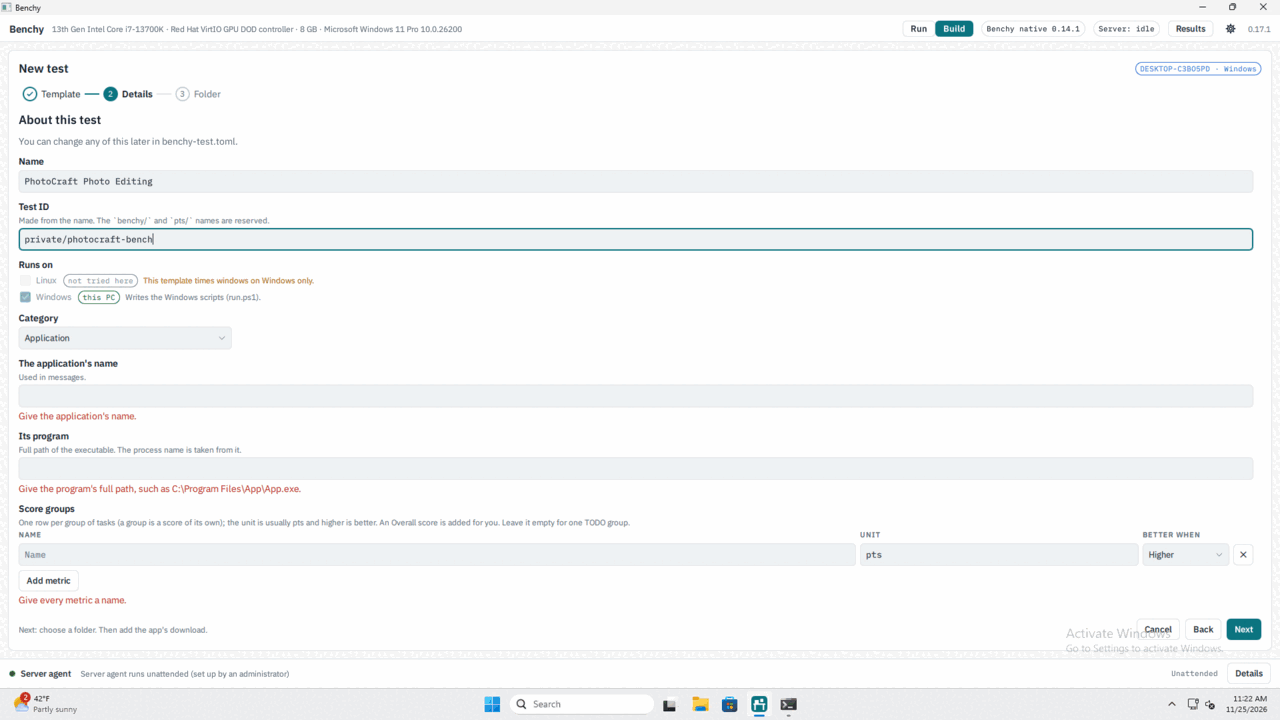 Benchy
Benchy 13th Gen Intel Core i7-13700K · Red Hat VirtIO GPU DOD controller · 8 GB · Microsoft Windows 11 Pro 10.0.26200 Run Build Benchy native 0.14.1 Server: idle Results 0.17.1
New test DESKTOP-C3BO5PD · Windows
Template 2 Details 3 Folder
About this test
You can change any of this later in benchy-test.toml.
Name
PhotoCraft Photo Editing
Test ID
Made from the name. The `benchy/` and `pts/` names are reserved.
private/photocraft-bench
Runs on
Linux not tried here This template times windows on Windows only.
Windows this PC Writes the Windows scripts (run.ps1).
Category
Application
The application's name
Used in messages.
Give the application's name.
Its program
Full path of the executable. The process name is taken from it.
Give the program's full path, such as C:\Program Files\App\App.exe.
Score groups
One row per group of tasks (a group is a score of its own); the unit is usually pts and higher is better. An Overall score is added for you. Leave it empty for one TODO group.
NAME UNIT BETTER WHEN
Name pts Higher
Add metric
Give every metric a name.
Next: choose a folder. Then add the app's download. Cancel Back Next
Activate Windows
Go to Settings to activate Windows.
Server agent Server agent runs unattended (set up by an administrator) Unattended Details
2 42°F
Partly sunny
Search
11:22 AM
11/25/2026